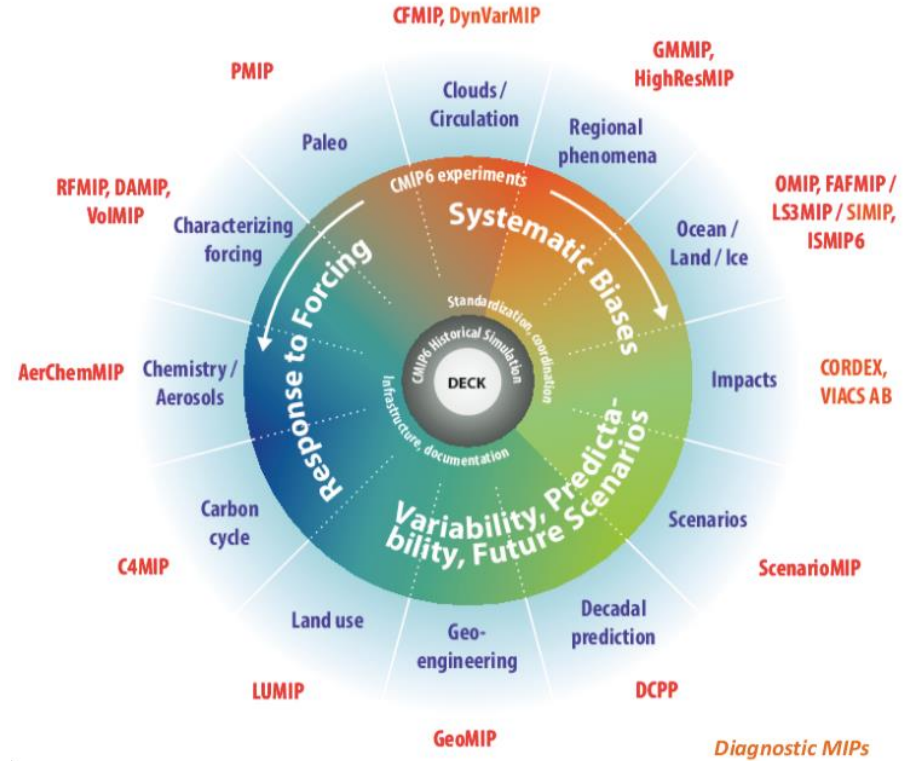 CFMIP, DynVarMIP
GMMIP,
HighResMIP
PMIP
Clouds /
Circulation
Regional
phenomena
Paleo
CMIP6 experiments
RFMIP, DAMIP,
VolMIP
OMIP, FAFMIP /
LS3MIP / SIMIP,
ISMIP6
Characterizing
forcing
Ocean /
Land / Ice
Systematic Biases
Response to Forcing
Standardization, coordination
CMIP6 Historical Simulation
DECK
Infrastructure, documentation
AerChemMIP
Chemistry /
Aerosols
Impacts
CORDEX,
VIACS AB
Variability, Predicta-
bility, Future Scenarios
Carbon
cycle
Scenarios
C4MIP
ScenarioMIP
Land use
Geo-
engineering
Decadal
prediction
LUMIP
DCPP
GeoMIP
Diagnostic MIPs